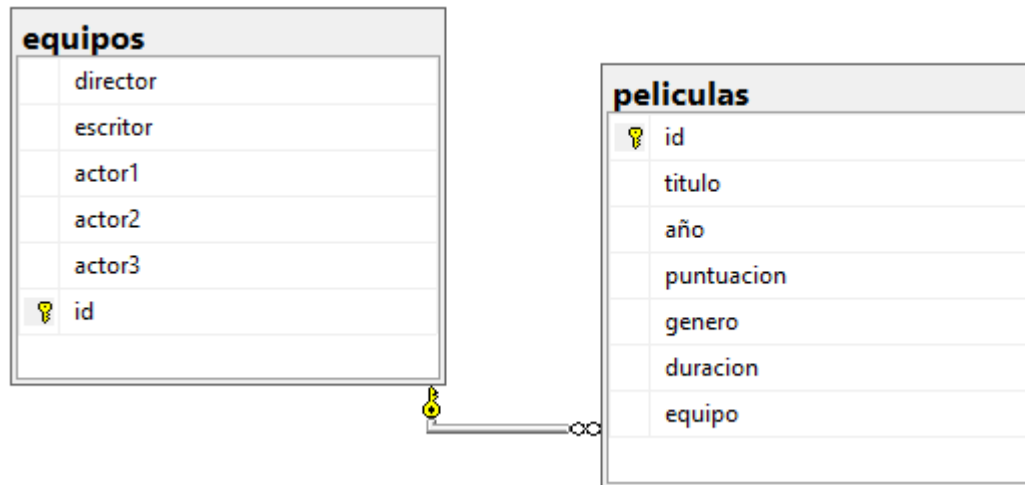 equipos
director
escritor
actor1
actor2
actor3
id
peliculas
id
titulo
año
puntuacion
genero
duracion
equipo